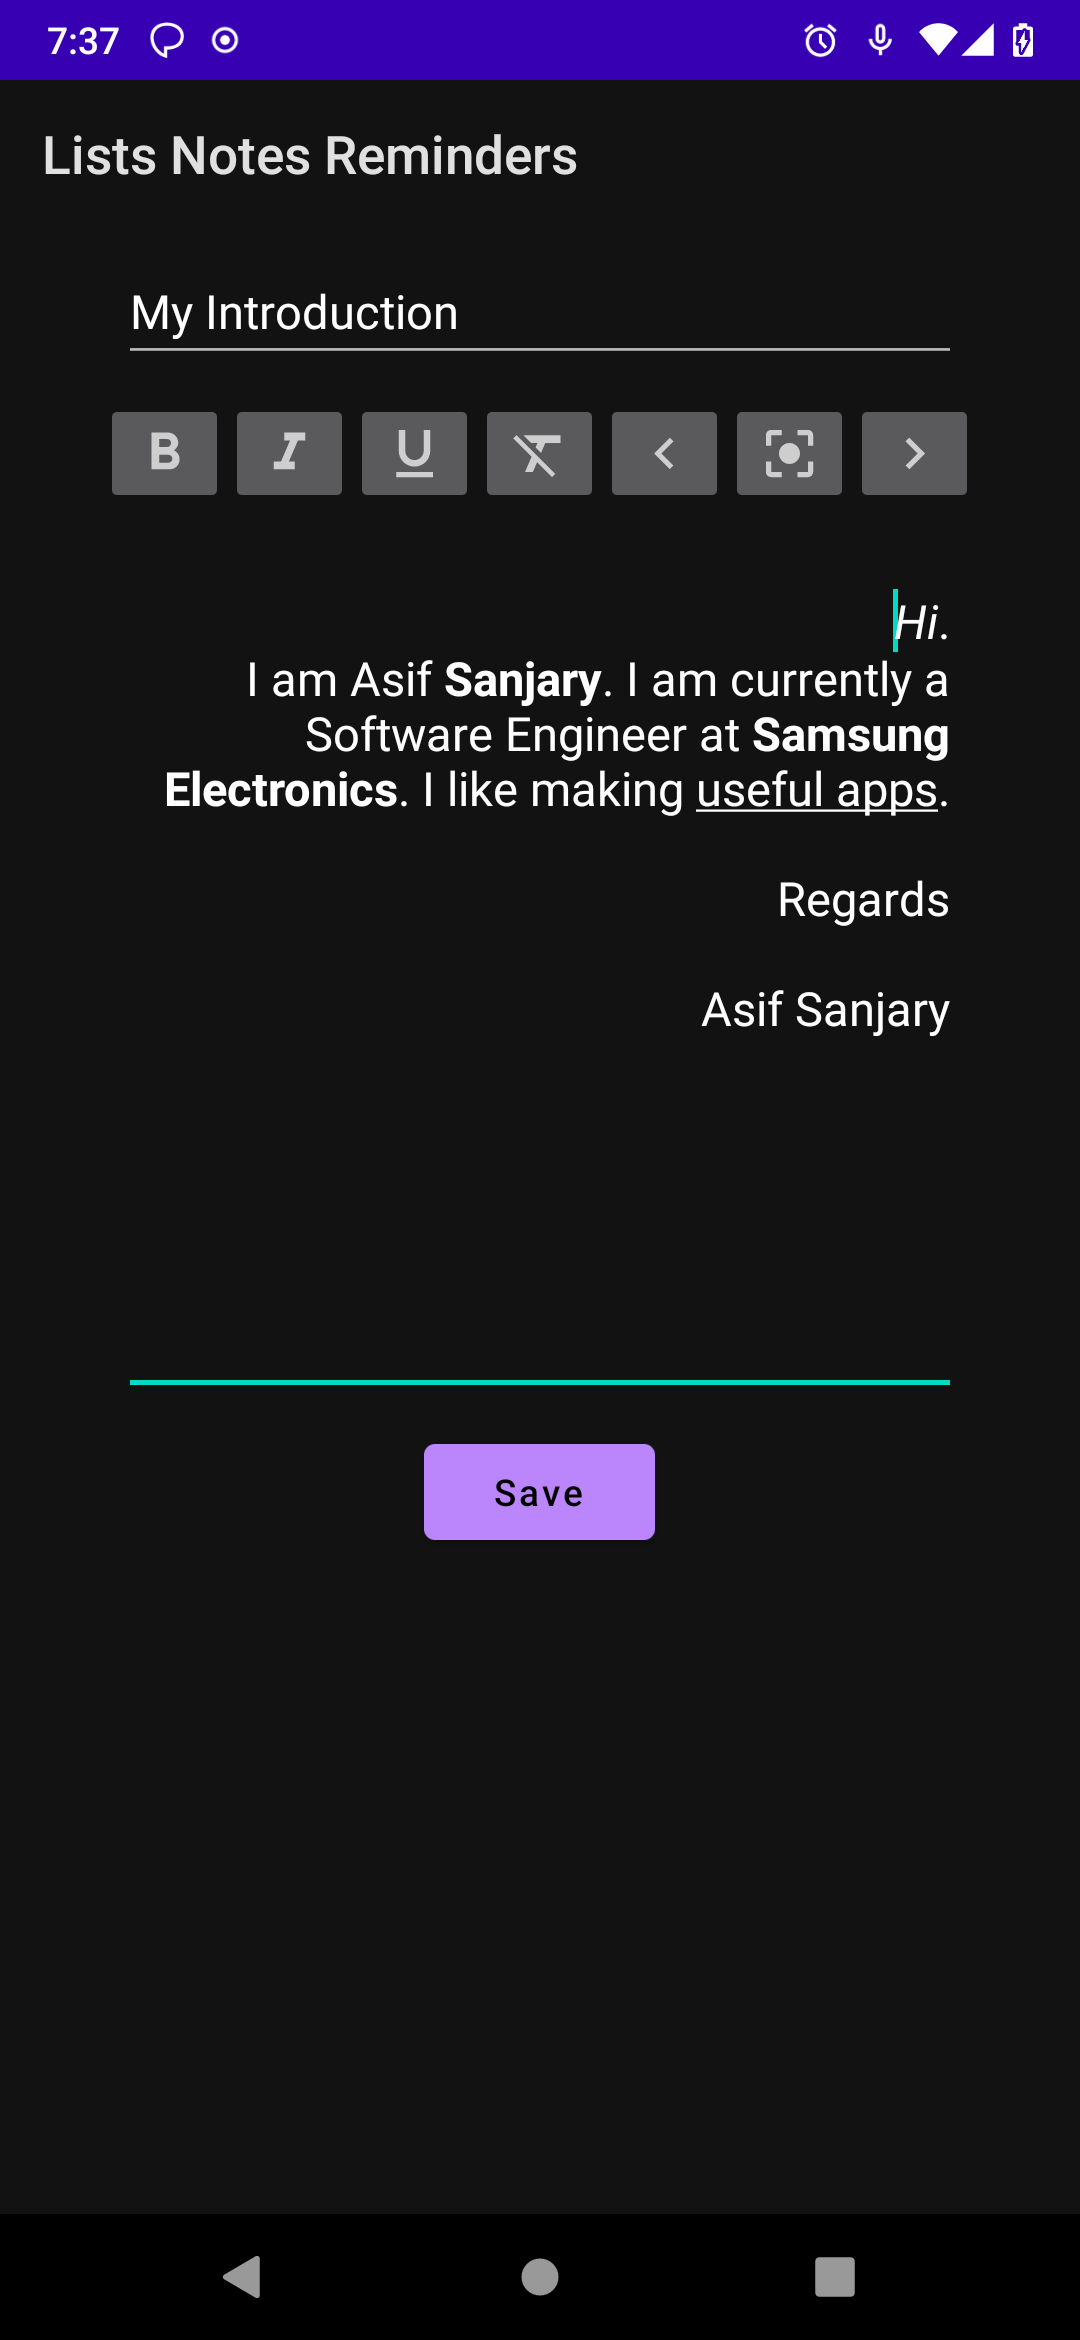 7:37
Lists Notes Reminders
My Introduction
B I U
Hi.
I am Asif Sanjary. I am currently a
Software Engineer at Samsung
Electronics. I like making useful apps.
Regards
Asif Sanjary
Save